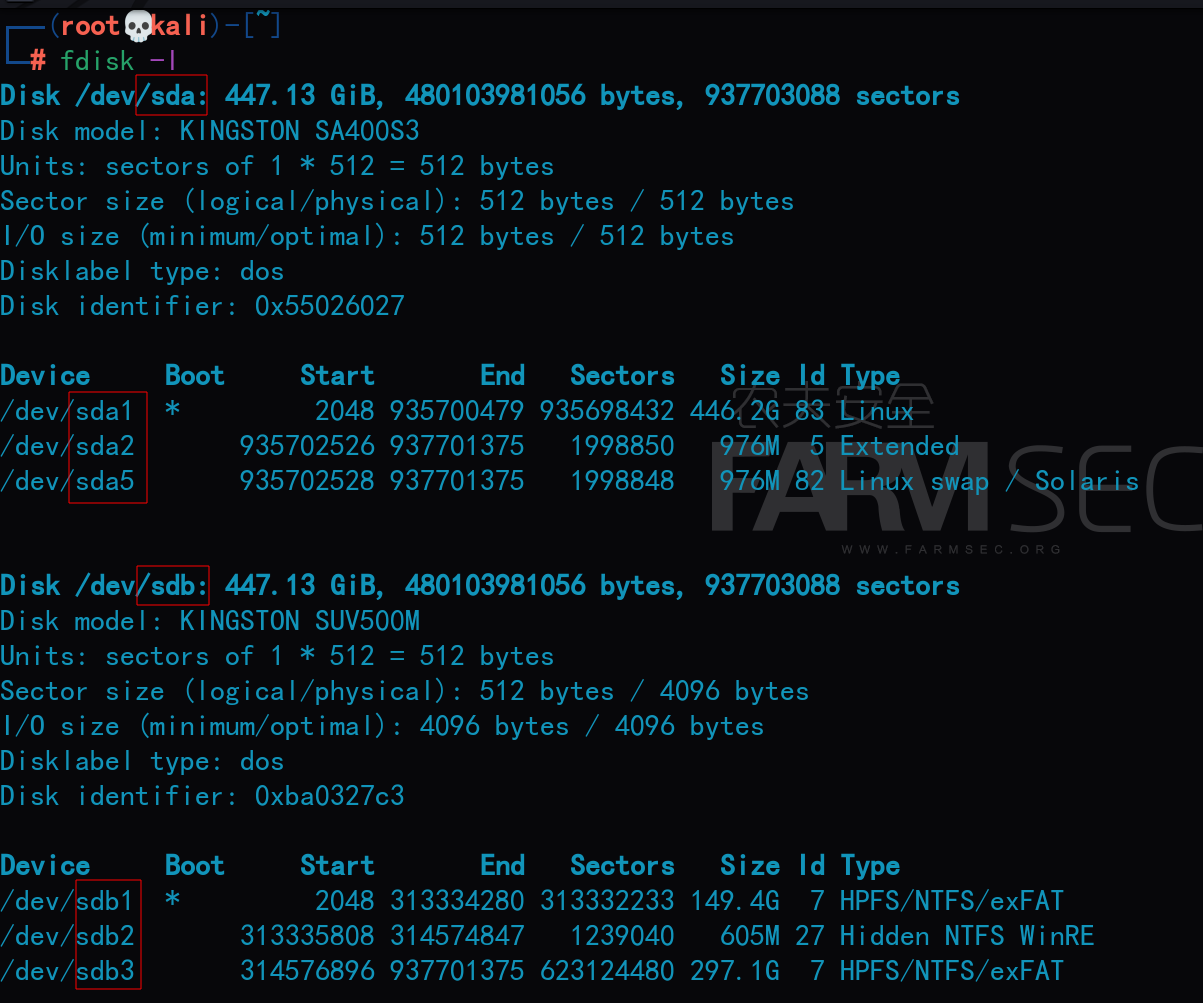 (root💀kali)-[~]
# fdisk -l
Disk /dev/sda: 447.13 GiB, 480103981056 bytes, 937703088 sectors
Disk model: KINGSTON SA400S3
Units: sectors of 1 * 512 = 512 bytes
Sector size (logical/physical): 512 bytes / 512 bytes
I/O size (minimum/optimal): 512 bytes / 512 bytes
Disklabel type: dos
Disk identifier: 0x55026027
Device Boot Start End Sectors Size Id Type
/dev/sda1 * 2048 935700479 935698432 446.2G 83 Linux
/dev/sda2 935702526 937701375 1998850 976M 5 Extended
/dev/sda5 935702528 937701375 1998848 976M 82 Linux swap / Solaris
农夫安全
FARMSEC
WWW.FARMSEC.ORG
Disk /dev/sdb: 447.13 GiB, 480103981056 bytes, 937703088 sectors
Disk model: KINGSTON SUV500M
Units: sectors of 1 * 512 = 512 bytes
Sector size (logical/physical): 512 bytes / 4096 bytes
I/O size (minimum/optimal): 4096 bytes / 4096 bytes
Disklabel type: dos
Disk identifier: 0xba0327c3
Device Boot Start End Sectors Size Id Type
/dev/sdb1 * 2048 313334280 313332233 149.4G 7 HPFS/NTFS/exFAT
/dev/sdb2 313335808 314574847 1239040 605M 27 Hidden NTFS WinRE
/dev/sdb3 314576896 937701375 623124480 297.1G 7 HPFS/NTFS/exFAT